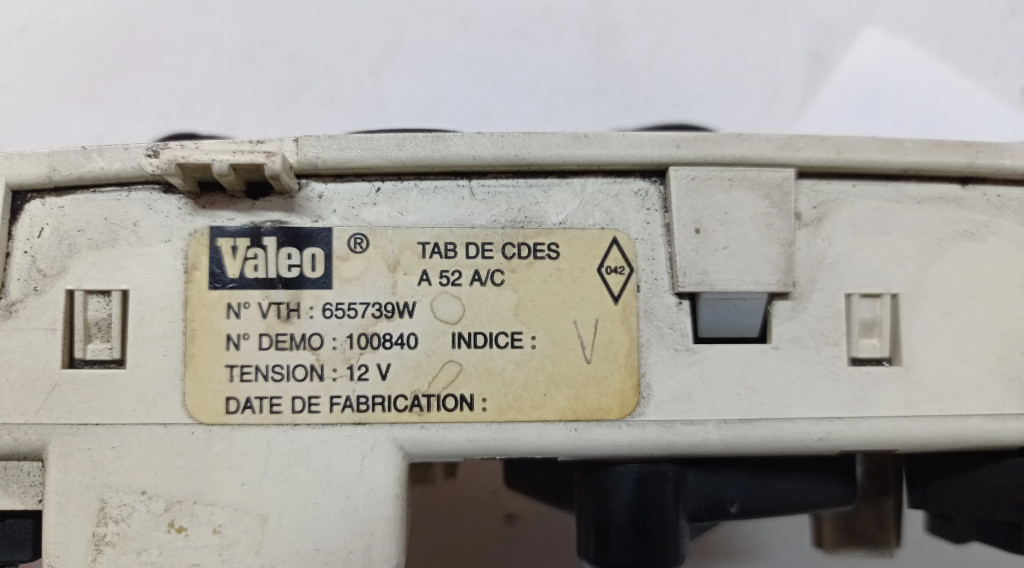 Valeo ® TAB DE CDES
A 52 A/C
042
N° VTH : 655739W
N° DEMO : 100840 INDICE : V
TENSION : 12 V
DATE DE FABRICATION :